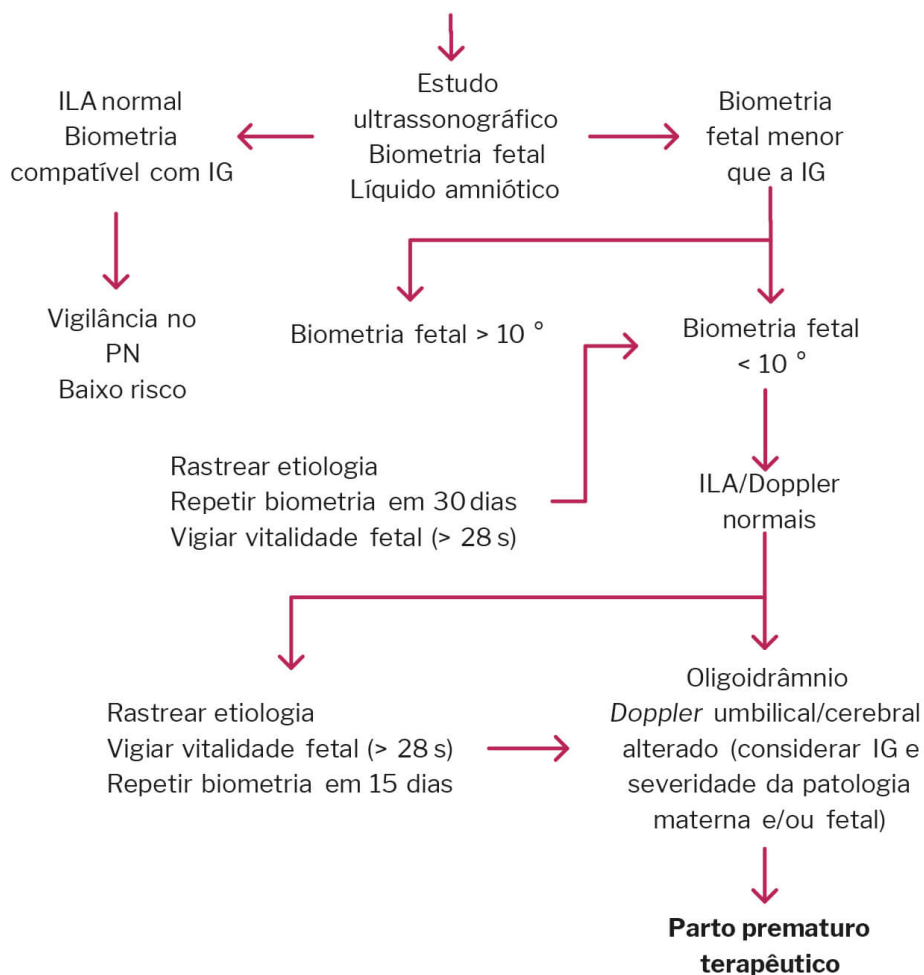 Estudo
ultrassonográfico
Biometria fetal
Líquido amniótico
ILA normal
Biometria
compatível com IG
Biometria
fetal menor
que a IG
Vigilância no
PN
Baixo risco
Biometria fetal > 10 °
Biometria fetal
< 10 °
Rastrear etiologia
Repetir biometria em 30 dias
Vigiar vitalidade fetal (> 28 s)
ILA/Doppler
normais
Rastrear etiologia
Vigiar vitalidade fetal (> 28 s)
Repetir biometria em 15 dias
Oligoidrâmnio
Doppler umbilical/cerebral
alterado (considerar IG e
severidade da patologia
materna e/ou fetal)
Parto prematuro
terapêutico